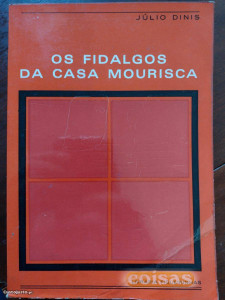 JÚLIO DINIS
OS FIDALGOS
DA CASA MOURISCA
coisas